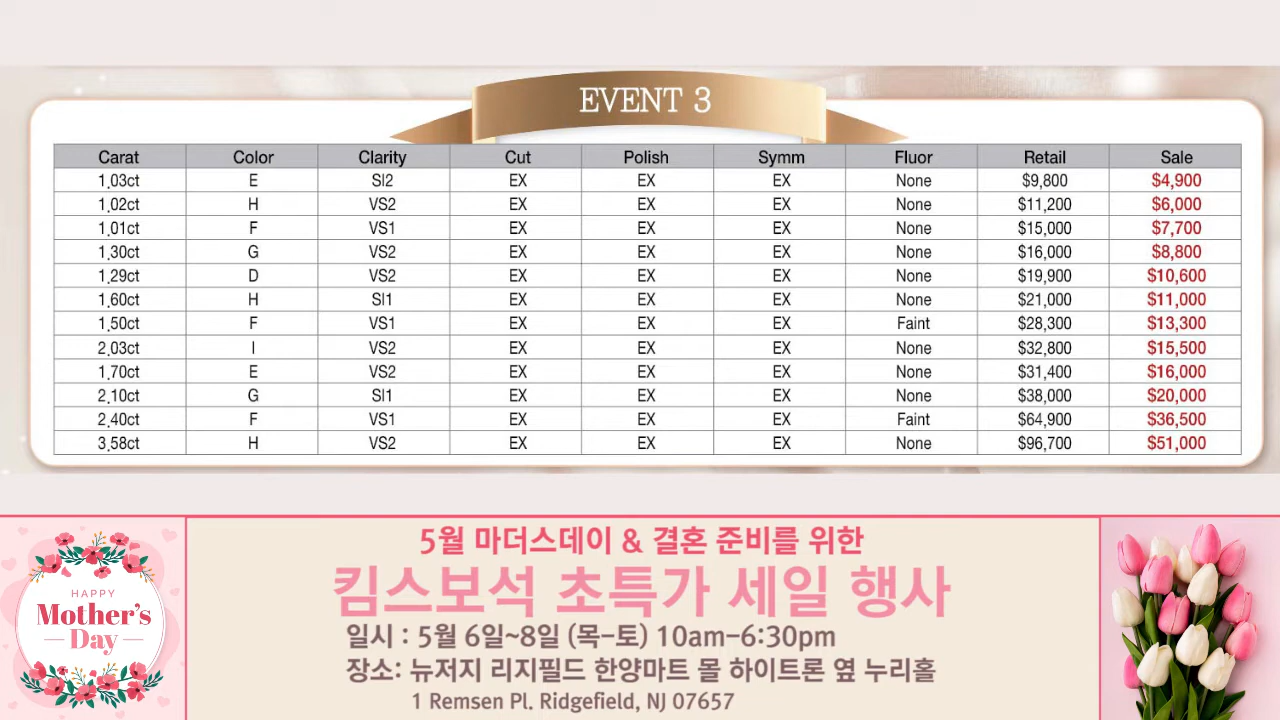 EVENT 3
Carat Color Clarity Cut Polish Symm Fluor Retail Sale
1.03ct E SI2 EX EX EX None $9,800 $4,900
1.02ct H VS2 EX EX EX None $11,200 $6,000
1.01ct F VS1 EX EX EX None $15,000 $7,700
1.30ct G VS2 EX EX EX None $16,000 $8,800
1.29ct D VS2 EX EX EX None $19,900 $10,600
1.60ct H SI1 EX EX EX None $21,000 $11,000
1.50ct F VS1 EX EX EX Faint $28,300 $13,300
2.03ct I VS2 EX EX EX None $32,800 $15,500
1.70ct E VS2 EX EX EX None $31,400 $16,000
2.10ct G SI1 EX EX EX None $38,000 $20,000
2.40ct F VS1 EX EX EX Faint $64,900 $36,500
3.58ct H VS2 EX EX EX None $96,700 $51,000
HAPPY
Mother's
Day
5월 마더스데이 & 결혼 준비를 위한
킴스보석 초특가 세일 행사
일시 : 5월 6일~8일 (목-토) 10am-6:30pm
장소: 뉴저지 리지필드 한양마트 몰 하이트론 옆 누리홀
1 Remsen Pl. Ridgefield, NJ 07657